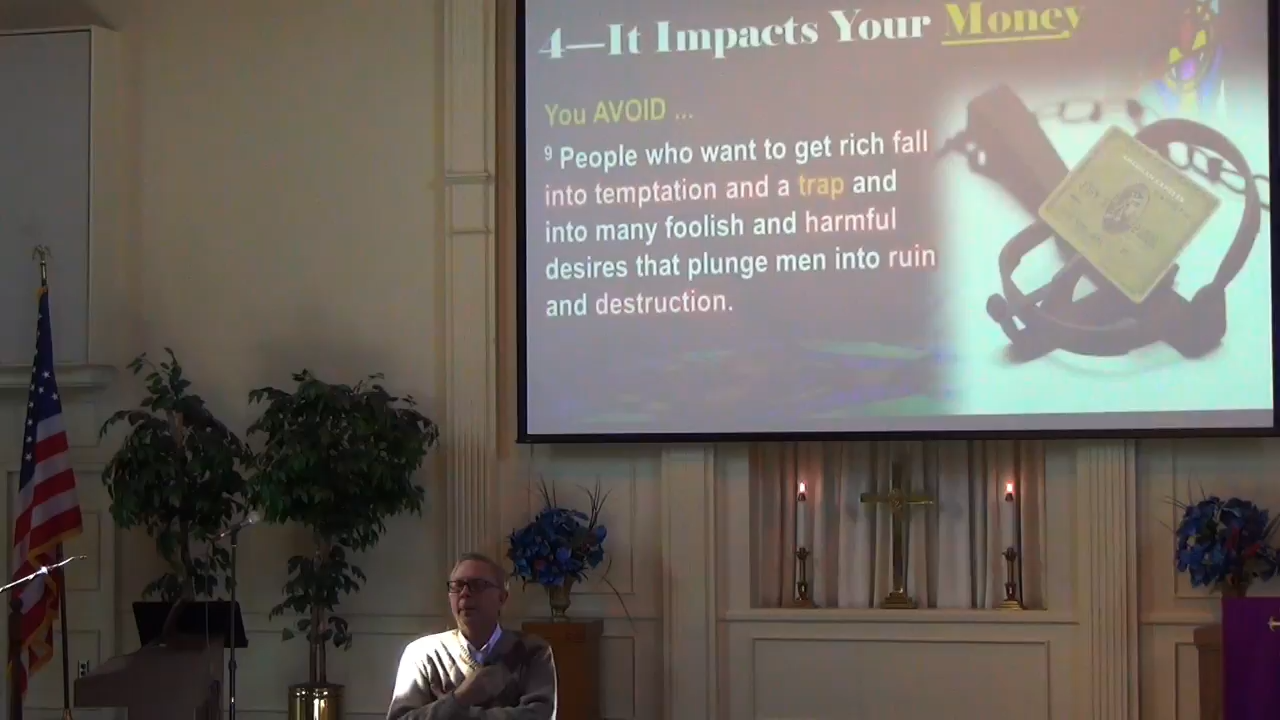 4—It Impacts Your Money
You AVOID ...
9 People who want to get rich fall
into temptation and a trap and
into many foolish and harmful
desires that plunge men into ruin
and destruction.